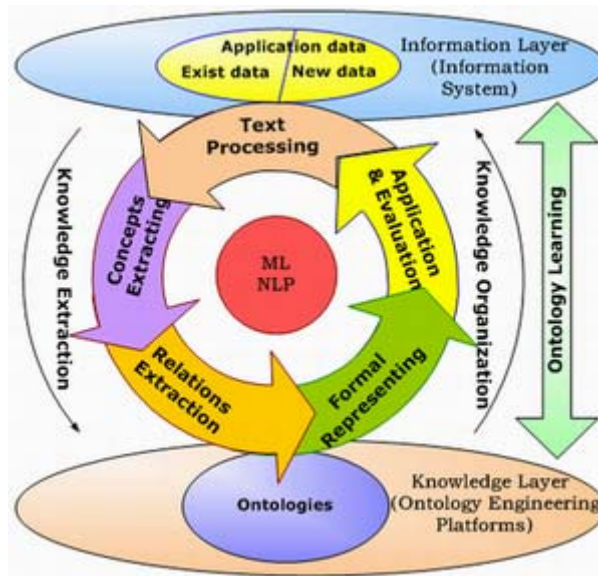 Application data
Exist data
New data
Information Layer
(Information
System)
Text
Processing
Concepts
Extracting
Application
& Evaluation
Knowledge Extraction
ML
NLP
Knowledge Organization
Ontology Learning
Relations
Extraction
Formal
Representing
Ontologies
Knowledge Layer
(Ontology Engineering
Platforms)